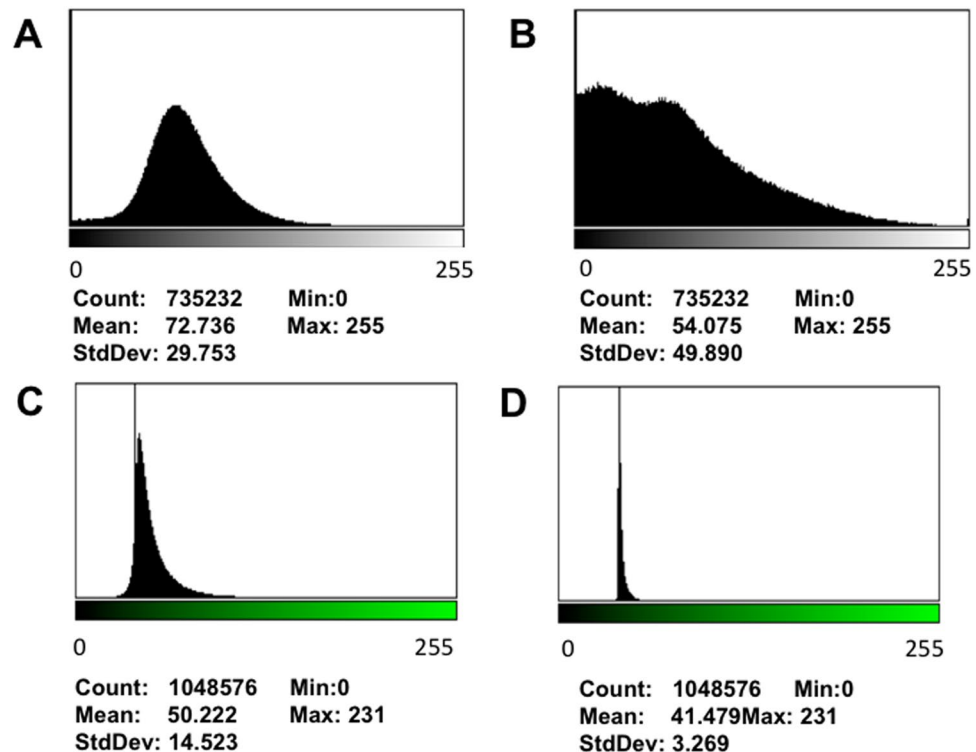 A
0 255
Count: 735232 Min:0
Mean: 72.736 Max: 255
StdDev: 29.753
B
0 255
Count: 735232 Min:0
Mean: 54.075 Max: 255
StdDev: 49.890
C
0 255
Count: 1048576 Min:0
Mean: 50.222 Max: 231
StdDev: 14.523
D
0 255
Count: 1048576 Min:0
Mean: 41.479Max: 231
StdDev: 3.269